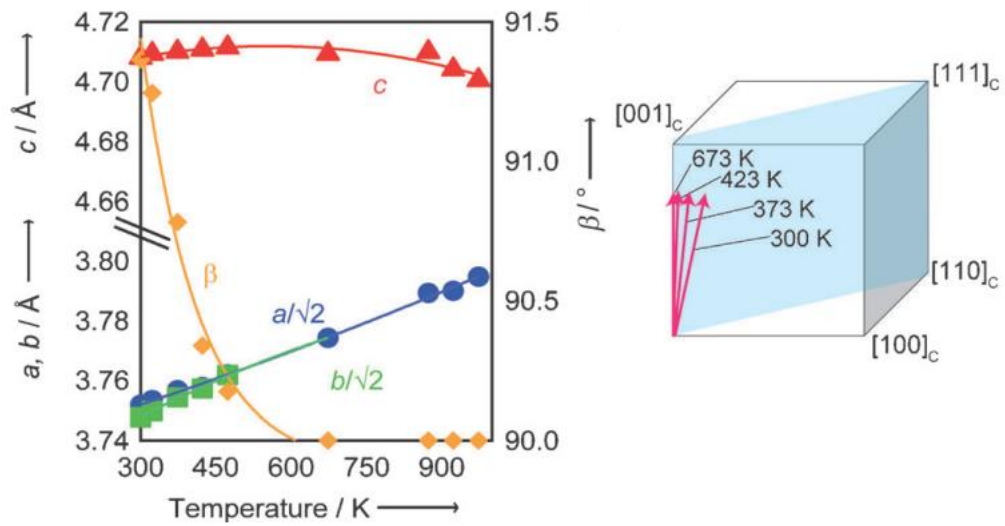 4.72
4.70
4.68
4.66
3.80
3.78
3.76
3.74
c / Å
a, b / Å
91.5
91.0
90.5
90.0
β / °
c
β
a/√2
b/√2
300 450 600 750 900
Temperature / K
[001]C
[111]C
673 K
423 K
373 K
300 K
[110]C
[100]C